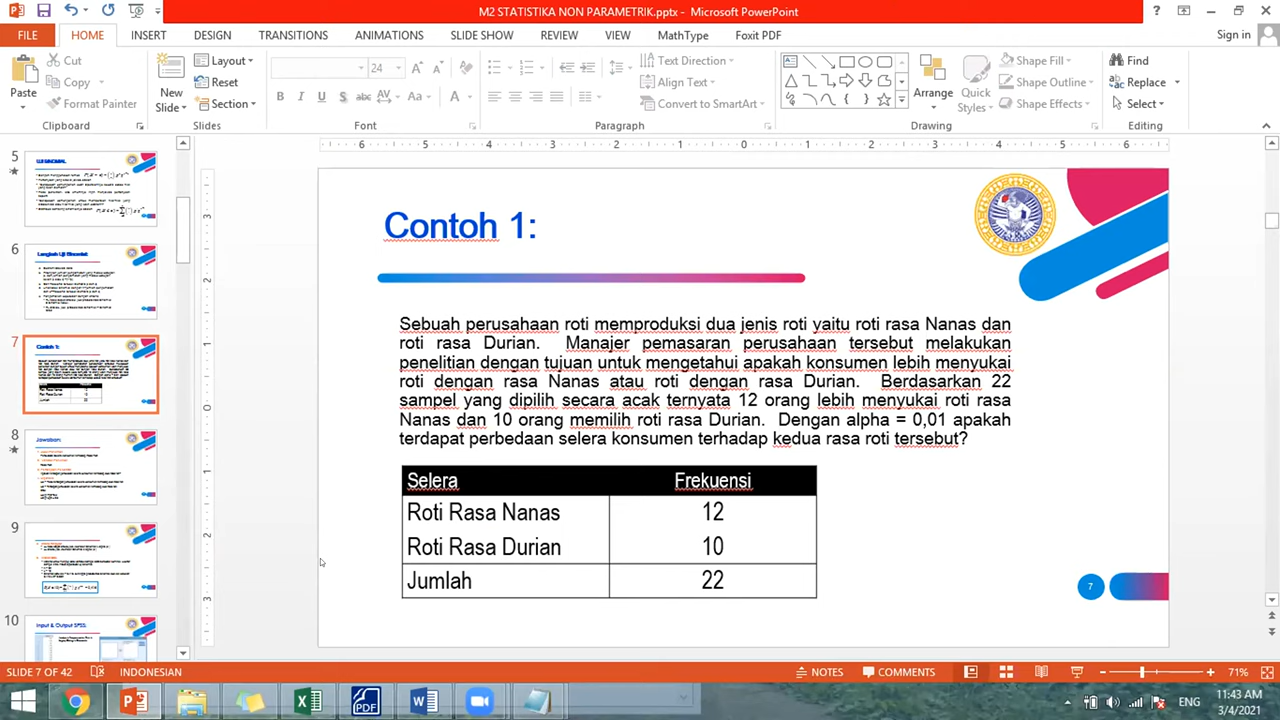 M2 STATISTIKA NON PARAMETRIK.pptx - Microsoft PowerPoint
FILE HOME INSERT DESIGN TRANSITIONS ANIMATIONS SLIDE SHOW REVIEW VIEW MathType Foxit PDF Sign in
Paste
Cut
Copy
Format Painter
Clipboard
New
Slide
Layout
Reset
Section
Slides
24
Font
Text Direction
Align Text
Convert to SmartArt
Paragraph
Arrange
Quick
Styles
Shape Fill
Shape Outline
Shape Effects
Drawing
Find
Replace
Select
Editing
5
6
7
8
9
10
Contoh 1:
Sebuah perusahaan roti memproduksi dua jenis roti yaitu roti rasa Nanas dan
roti rasa Durian. Manajer pemasaran perusahaan tersebut melakukan
penelitian dengan tujuan untuk mengetahui apakah konsumen lebih menyukai
roti dengan rasa Nanas atau roti dengan rasa Durian. Berdasarkan 22
sampel yang dipilih secara acak ternyata 12 orang lebih menyukai roti rasa
Nanas dan 10 orang memilih roti rasa Durian. Dengan alpha = 0,01 apakah
terdapat perbedaan selera konsumen terhadap kedua rasa roti tersebut?
Selera Frekuensi
Roti Rasa Nanas 12
Roti Rasa Durian 10
Jumlah 22
7
SLIDE 7 OF 42 INDONESIAN NOTES COMMENTS 71%
ENG
11:43 AM
3/4/2021